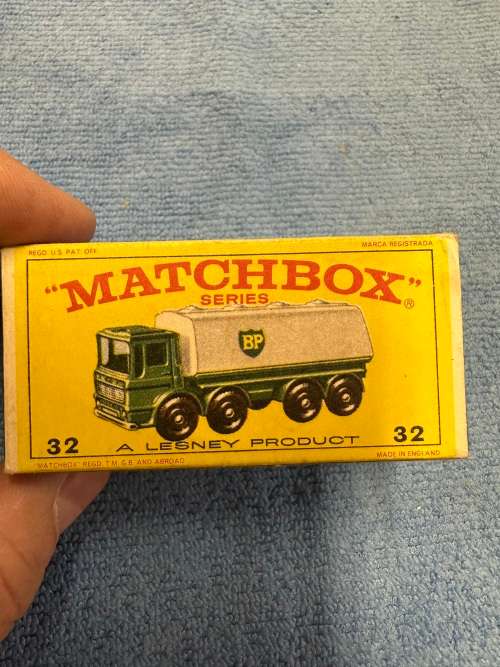 REGD U.S PAT OFF
MARCA REGISTRADA
"MATCHBOX"®
SERIES
BP
32
A LESNEY PRODUCT
32
"MATCHBOX" REGD. T.M. G.B. AND ABROAD
MADE IN ENGLAND